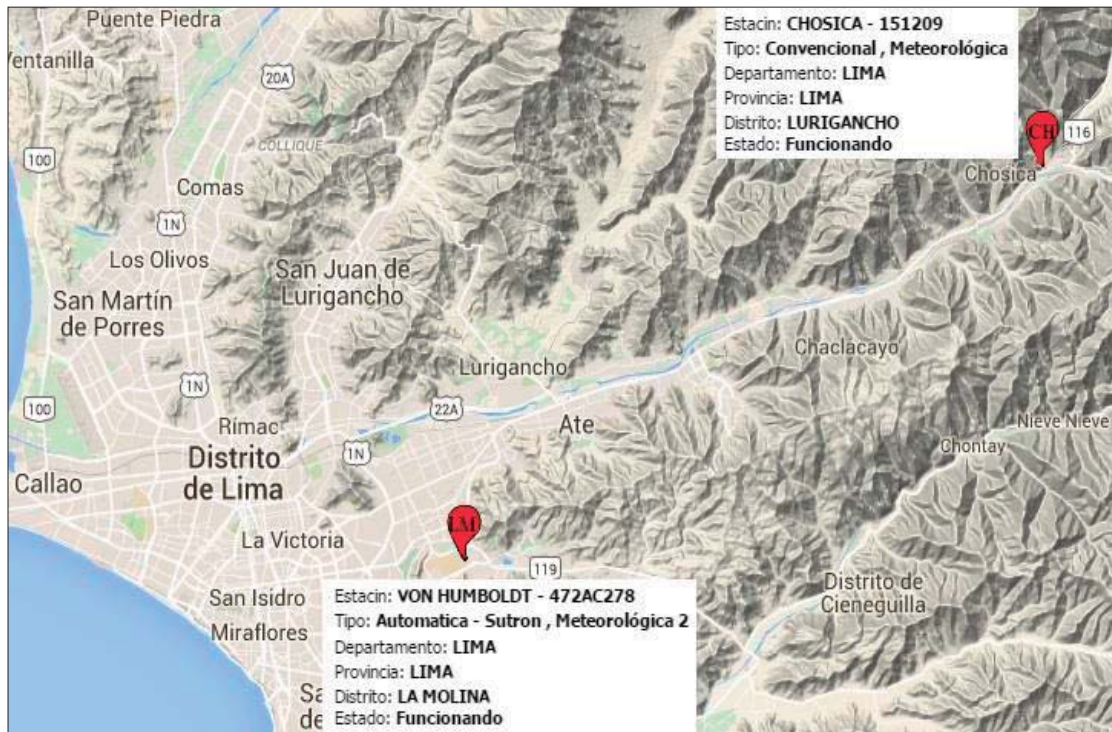 Puente Piedra
Ventanilla
20A
COLLIQUE
100
Comas
1N
Los Olivos
San Juan de
Lurigancho
San Martín
de Porres
Lurigancho
1N
100
22A
Rímac
1N
Ate
Distrito
de Lima
Callao
LM
La Victoria
119
San Isidro
Miraflores
Estacin: CHOSICA - 151209
Tipo: Convencional , Meteorológica
Departamento: LIMA
Provincia: LIMA
Distrito: LURIGANCHO
Estado: Funcionando
CH
116
Chosica
Chaclacayo
Nieve Nieve
Chontay
Distrito de
Cieneguilla
Estacin: VON HUMBOLDT - 472AC278
Tipo: Automatica - Sutron , Meteorológica 2
Departamento: LIMA
Provincia: LIMA
Distrito: LA MOLINA
Estado: Funcionando
Sa
de